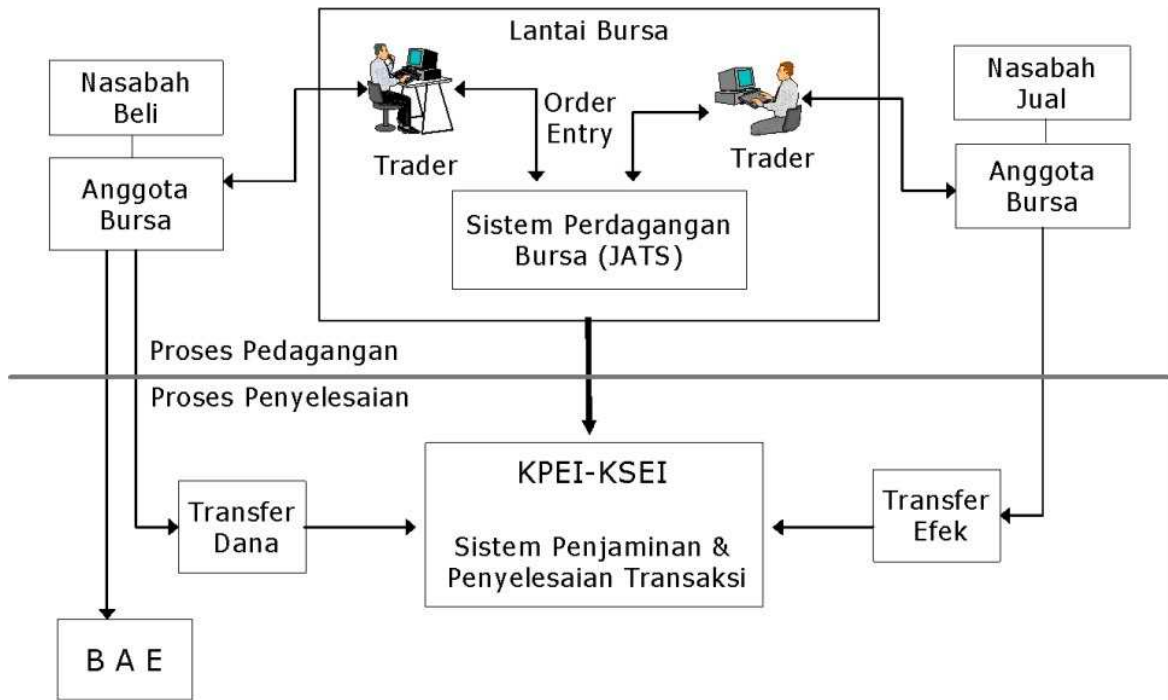 Lantai Bursa
Nasabah
Beli
Nasabah
Jual
Order
Entry
Trader
Trader
Anggota
Bursa
Anggota
Bursa
Sistem Perdagangan
Bursa (JATS)
Proses Pedagangan
Proses Penyelesaian
KPEI-KSEI
Transfer
Dana
Sistem Penjaminan &
Penyelesaian Transaksi
Transfer
Efek
B A E